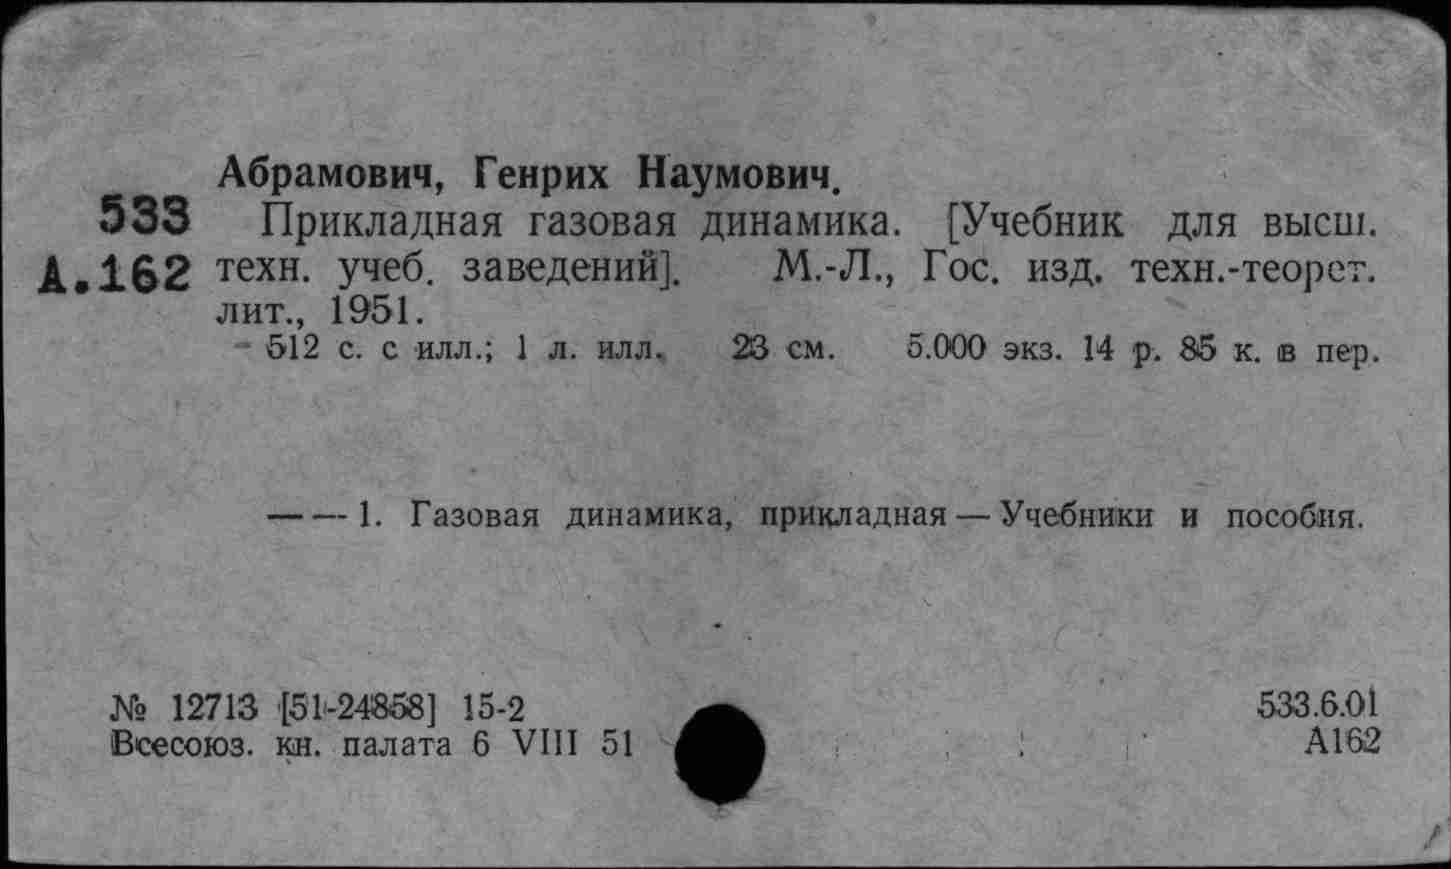 Абрамович, Генрих Наумович.
533 Прикладная газовая динамика. [Учебник для высш.
А.162 техн. учеб. заведений]. М.-Л., Гос. изд. техн.-теорет.
лит., 1951.
512 с. с илл.; 1 л. илл. 23 см. 5.000 экз. 14 р. 85 к. в пер.
— — 1. Газовая динамика, прикладная — Учебники и пособия.
№ 12713 [51-24858] 15-2 533.6.01
Всесоюз. кн. палата 6 VIII 51 А162